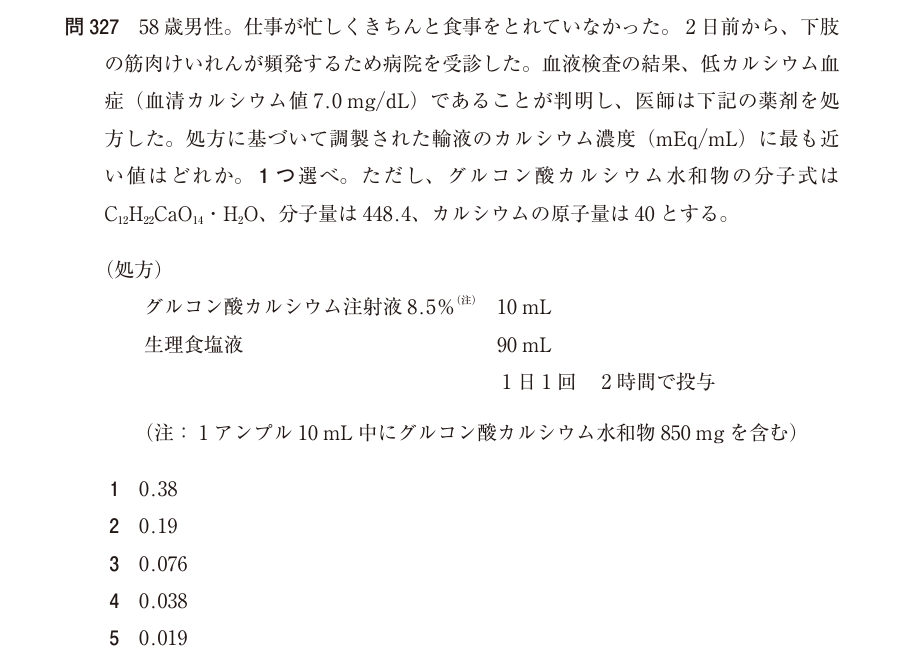 問 327　58 歳男性。仕事が忙しくきちんと食事をとれていなかった。2 日前から、下肢
の筋肉けいれんが頻発するため病院を受診した。血液検査の結果、低カルシウム血
症（血清カルシウム値 7.0 mg/dL）であることが判明し、医師は下記の薬剤を処
方した。処方に基づいて調製された輸液のカルシウム濃度（mEq/mL）に最も近
い値はどれか。1 つ選べ。ただし、グルコン酸カルシウム水和物の分子式は
C₁₂H₂₂CaO₁₄・H₂O、分子量は 448.4、カルシウムの原子量は 40 とする。
（処方）
グルコン酸カルシウム注射液 8.5%（注）　10 mL
生理食塩液　90 mL
1 日 1 回　2 時間で投与
（注：1 アンプル 10 mL 中にグルコン酸カルシウム水和物 850 mg を含む）
1　0.38
2　0.19
3　0.076
4　0.038
5　0.019